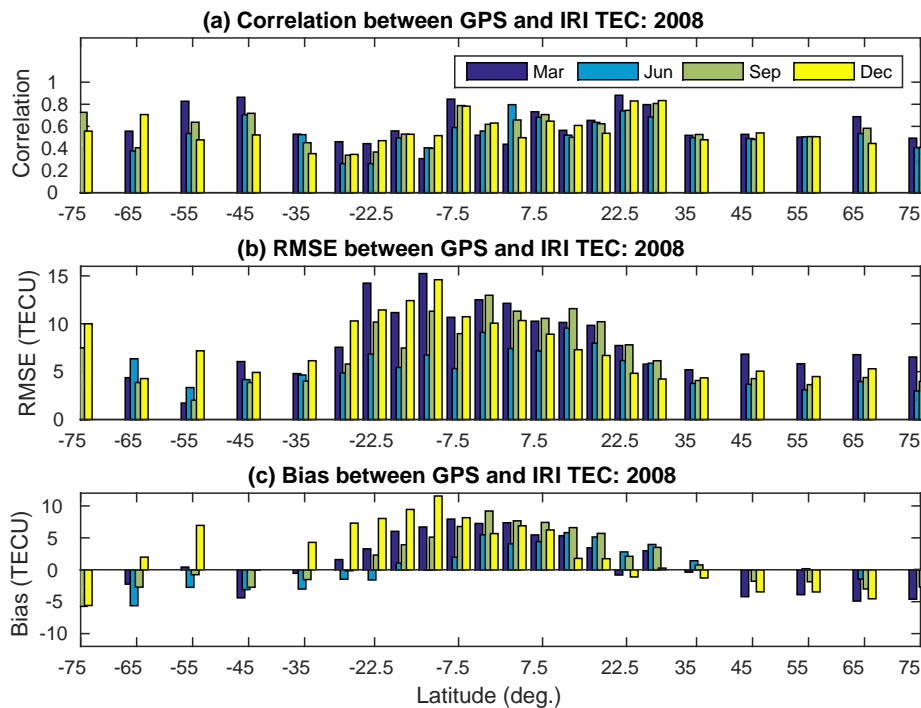 (a) Correlation between GPS and IRI TEC: 2008
Correlation
1
0.8
0.6
0.4
0.2
0
Mar Jun Sep Dec
-75 -65 -55 -45 -35 -22.5 -7.5 7.5 22.5 35 45 55 65 75
(b) RMSE between GPS and IRI TEC: 2008
RMSE (TECU)
15
10
5
0
-75 -65 -55 -45 -35 -22.5 -7.5 7.5 22.5 35 45 55 65 75
(c) Bias between GPS and IRI TEC: 2008
Bias (TECU)
10
5
0
-5
-10
-75 -65 -55 -45 -35 -22.5 -7.5 7.5 22.5 35 45 55 65 75
Latitude (deg.)